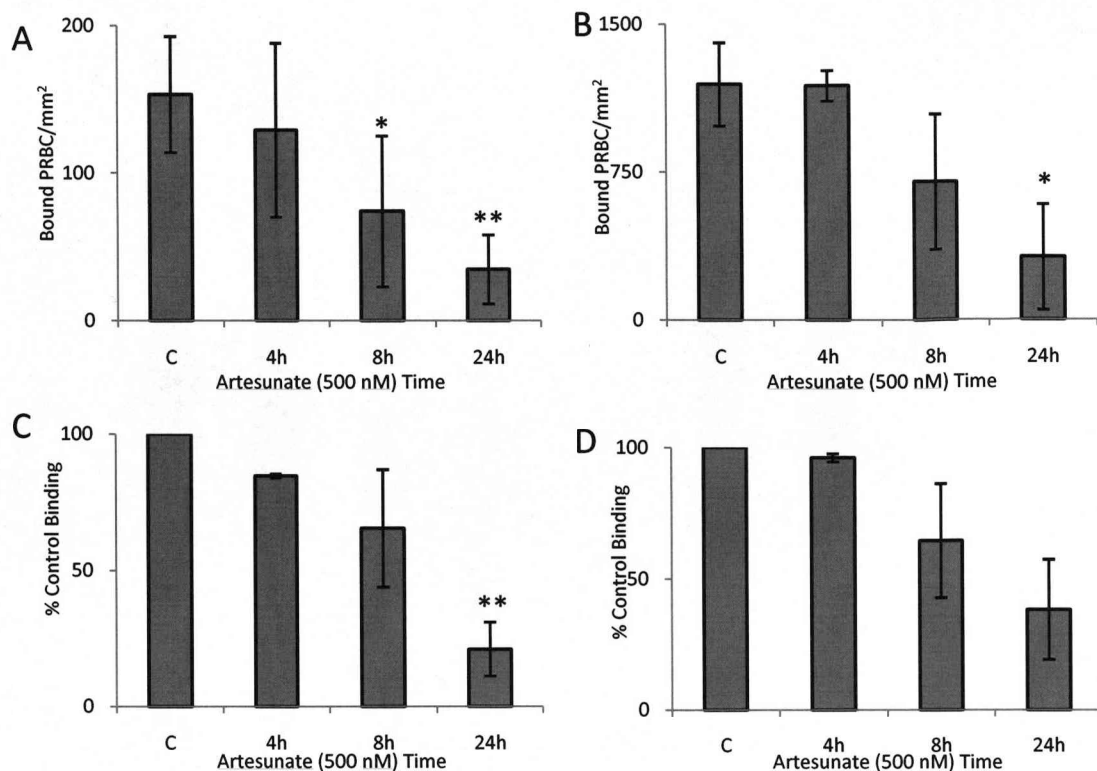 A
Bound PRBC/mm²
200
100
0
*
**
C 4h 8h 24h
Artesunate (500 nM) Time
B
Bound PRBC/mm²
1500
750
0
*
C 4h 8h 24h
Artesunate (500 nM) Time
C
% Control Binding
100
50
0
**
C 4h 8h 24h
Artesunate (500 nM) Time
D
% Control Binding
100
50
0
C 4h 8h 24h
Artesunate (500 nM) Time